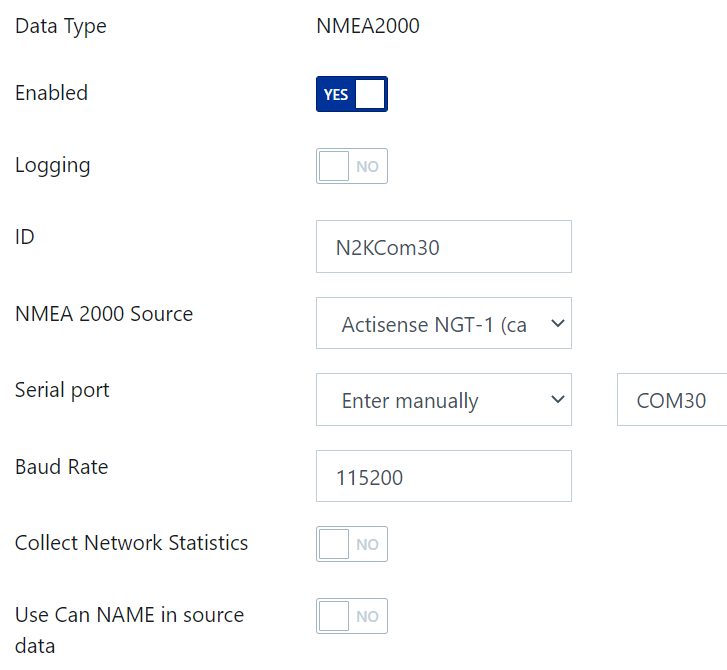 Data Type NMEA2000
Enabled YES
Logging NO
ID N2KCom30
NMEA 2000 Source Actisense NGT-1 (ca
Serial port Enter manually COM30
Baud Rate 115200
Collect Network Statistics NO
Use Can NAME in source NO
data